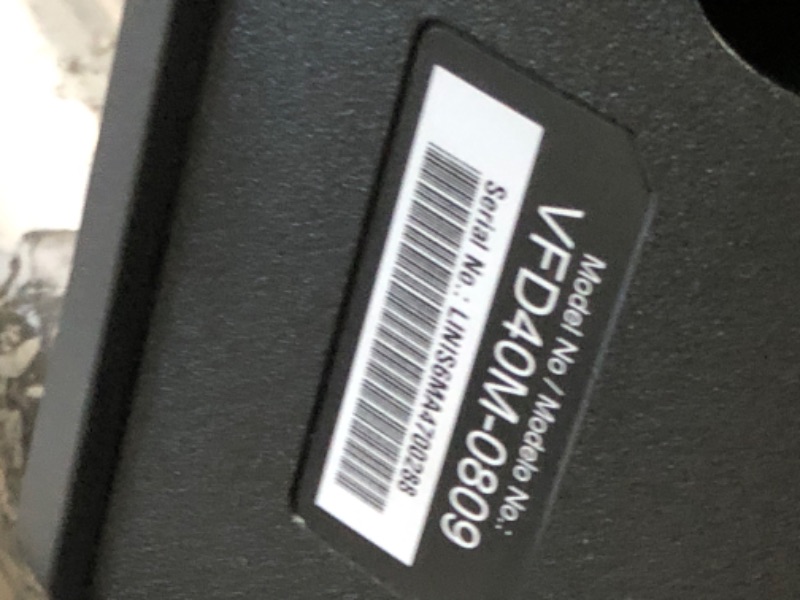 Model No / Modelo No.:
VFD40M-0809
Serial No.: LINIS6MA4700288